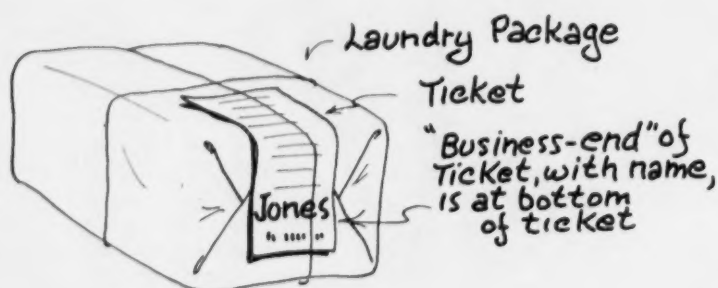 Laundry Package
Ticket
"Business-end" of
Ticket, with name,
is at bottom
of ticket
Jones